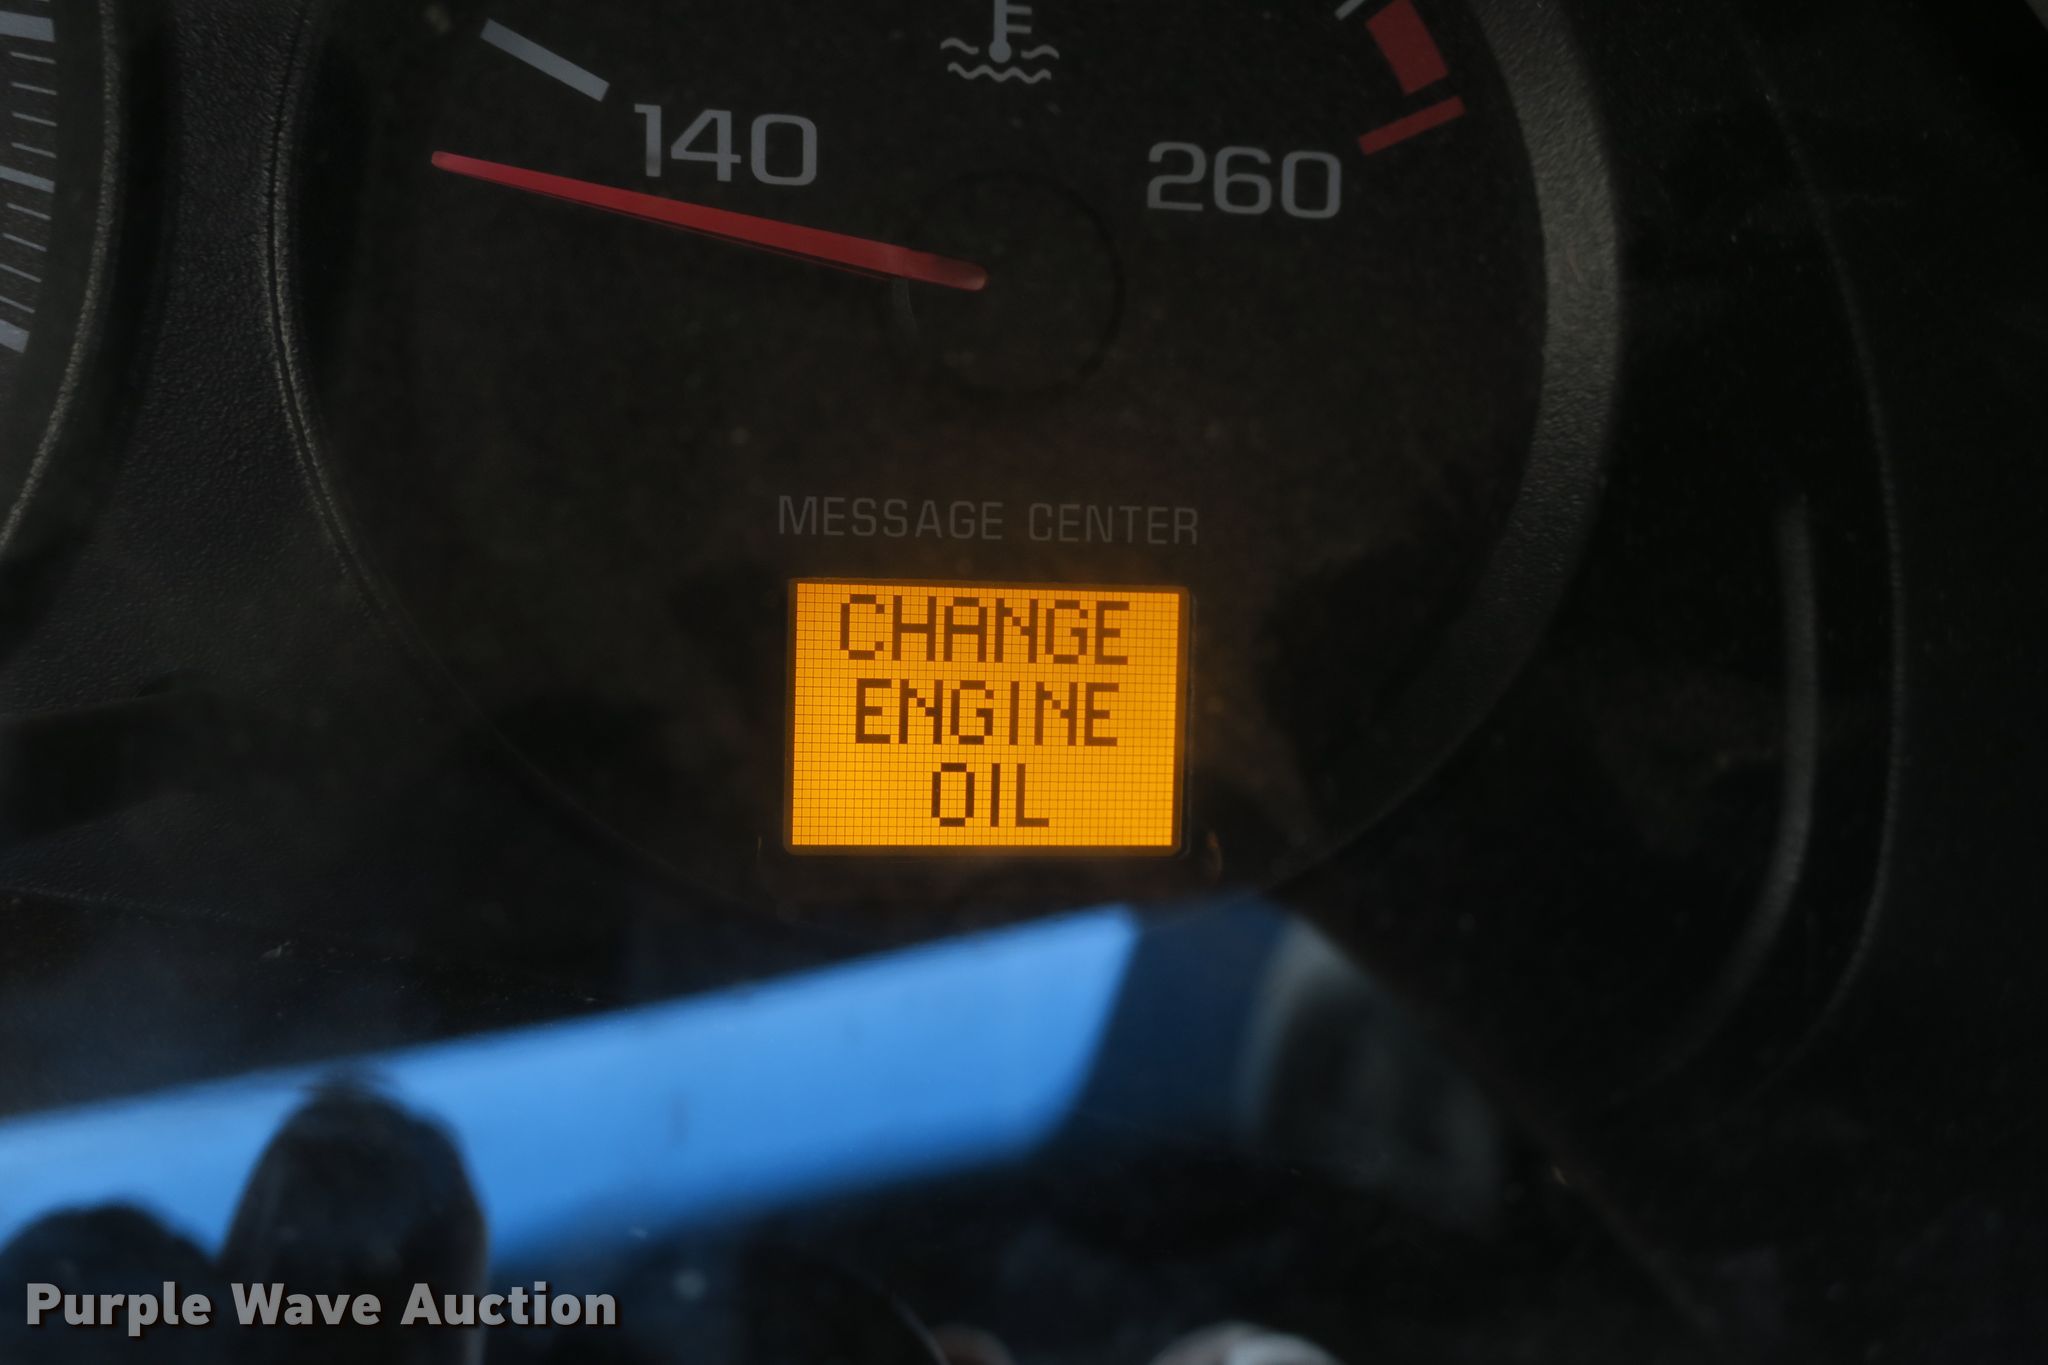 140
260
MESSAGE CENTER
CHANGE
ENGINE
OIL
Purple Wave Auction